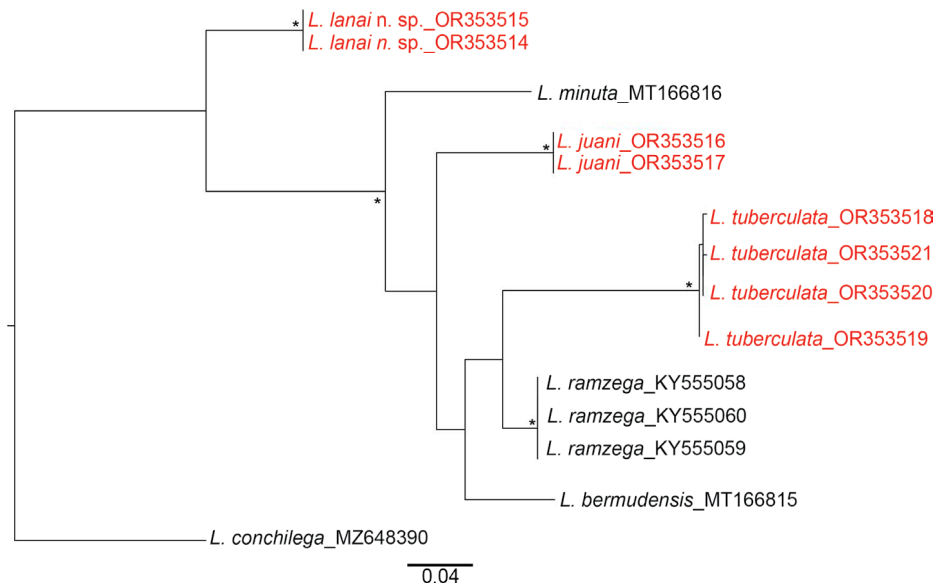 L. lanai n. sp._OR353515
L. lanai n. sp._OR353514
L. minuta_MT166816
L. juani_OR353516
L. juani_OR353517
L. tuberculata_OR353518
L. tuberculata_OR353521
L. tuberculata_OR353520
L. tuberculata_OR353519
L. ramzega_KY555058
L. ramzega_KY555060
L. ramzega_KY555059
L. bermudensis_MT166815
L. conchilega_MZ648390
0.04